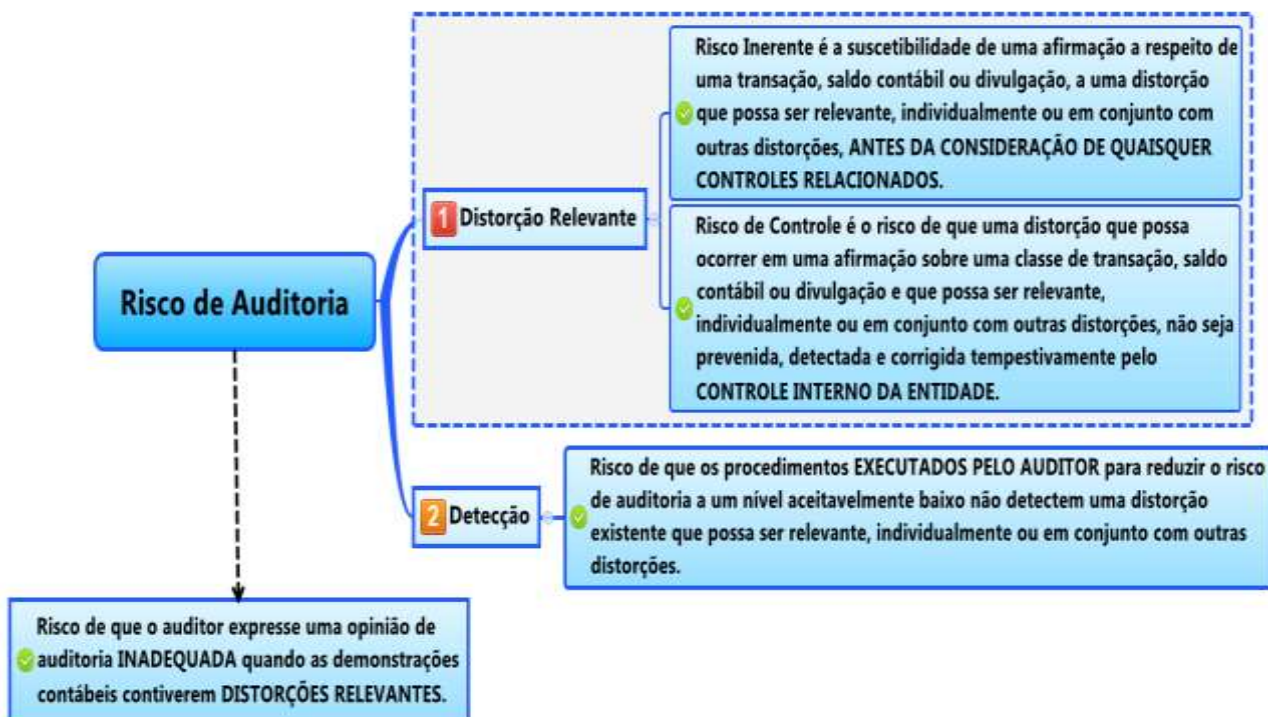 Risco de Auditoria
1 Distorção Relevante
Risco Inerente é a suscetibilidade de uma afirmação a respeito de
uma transação, saldo contábil ou divulgação, a uma distorção
que possa ser relevante, individualmente ou em conjunto com
outras distorções, ANTES DA CONSIDERAÇÃO DE QUAISQUER
CONTROLES RELACIONADOS.
Risco de Controle é o risco de que uma distorção que possa
ocorrer em uma afirmação sobre uma classe de transação, saldo
contábil ou divulgação e que possa ser relevante,
individualmente ou em conjunto com outras distorções, não seja
prevenida, detectada e corrigida tempestivamente pelo
CONTROLE INTERNO DA ENTIDADE.
2 Detecção
Risco de que os procedimentos EXECUTADOS PELO AUDITOR para reduzir o risco
de auditoria a um nível aceitavelmente baixo não detectem uma distorção
existente que possa ser relevante, individualmente ou em conjunto com outras
distorções.
Risco de que o auditor expresse uma opinião de
auditoria INADEQUADA quando as demonstrações
contábeis contiverem DISTORÇÕES RELEVANTES.